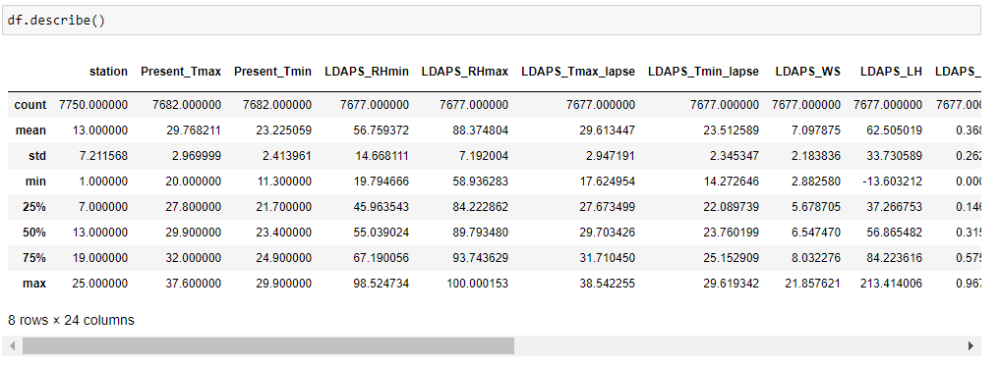 df.describe()
station Present_Tmax Present_Tmin LDAPS_RHmin LDAPS_RHmax LDAPS_Tmax_lapse LDAPS_Tmin_lapse LDAPS_WS LDAPS_LH LDAPS_
count 7750.000000 7682.000000 7682.000000 7677.000000 7677.000000 7677.000000 7677.000000 7677.000000 7677.000000 7677.00
mean 13.000000 29.768211 23.225059 56.759372 88.374804 29.613447 23.512589 7.097875 62.505019 0.368
std 7.211568 2.969999 2.413961 14.668111 7.192004 2.947191 2.345347 2.183836 33.730589 0.262
min 1.000000 20.000000 11.300000 19.794666 58.936283 17.624954 14.272646 2.882580 -13.603212 0.000
25% 7.000000 27.800000 21.700000 45.963543 84.222862 27.673499 22.089739 5.678705 37.266753 0.146
50% 13.000000 29.900000 23.400000 55.039024 89.793480 29.703426 23.760199 6.547470 56.865482 0.315
75% 19.000000 32.000000 24.900000 67.190056 93.743629 31.710450 25.152909 8.032276 84.223616 0.575
max 25.000000 37.600000 29.900000 98.524734 100.000153 38.542255 29.619342 21.857621 213.414006 0.967
8 rows × 24 columns